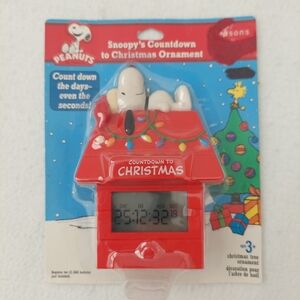 Snoopy's Countdown
to Christmas Ornament
PEANUTS
Count down
the days-
even the
seconds!
COUNTDOWN TO
CHRISTMAS
25:12:32
3+
christmas tree
ornament
décoration pour
l'arbre de noël